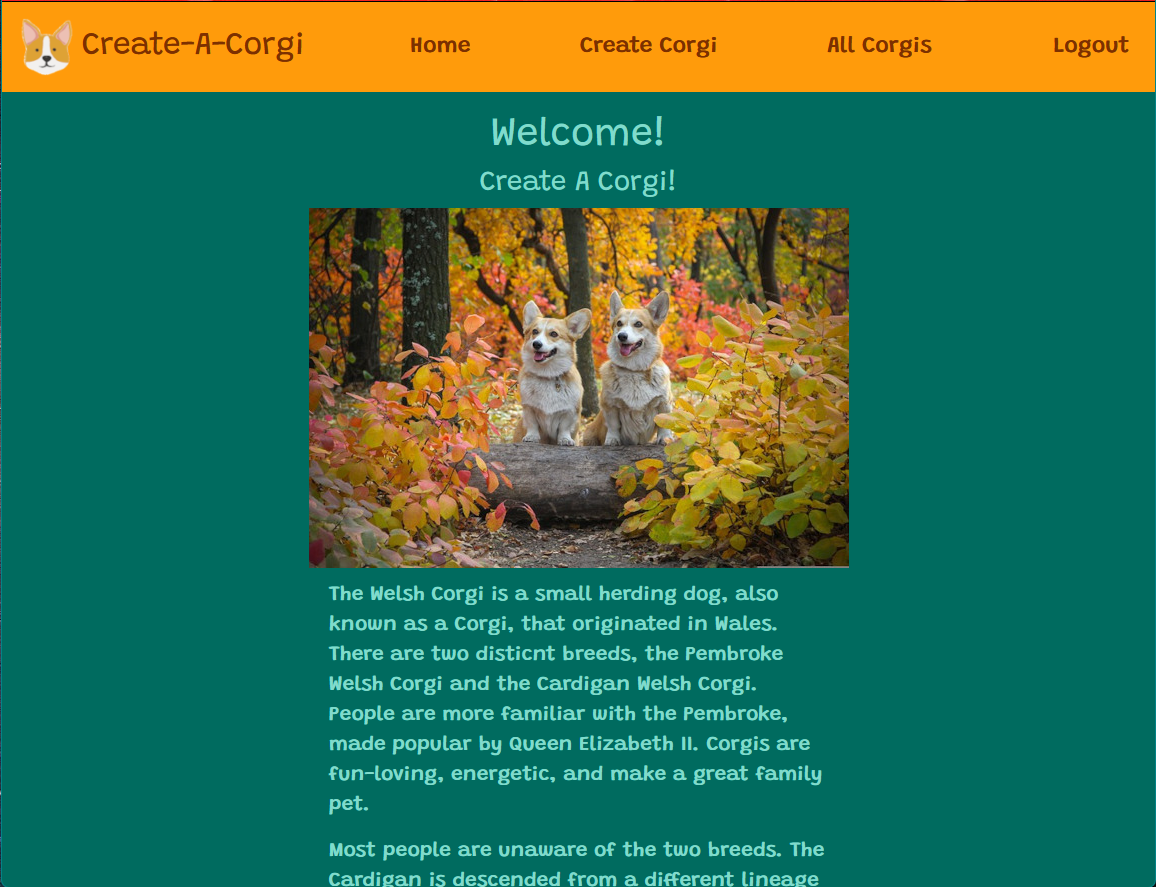 Create-A-Corgi
Home
Create Corgi
All Corgis
Logout
Welcome!
Create A Corgi!
The Welsh Corgi is a small herding dog, also
known as a Corgi, that originated in Wales.
There are two disticnt breeds, the Pembroke
Welsh Corgi and the Cardigan Welsh Corgi.
People are more familiar with the Pembroke,
made popular by Queen Elizabeth II. Corgis are
fun-loving, energetic, and make a great family
pet.
Most people are unaware of the two breeds. The
Cardigan is descended from a different lineage